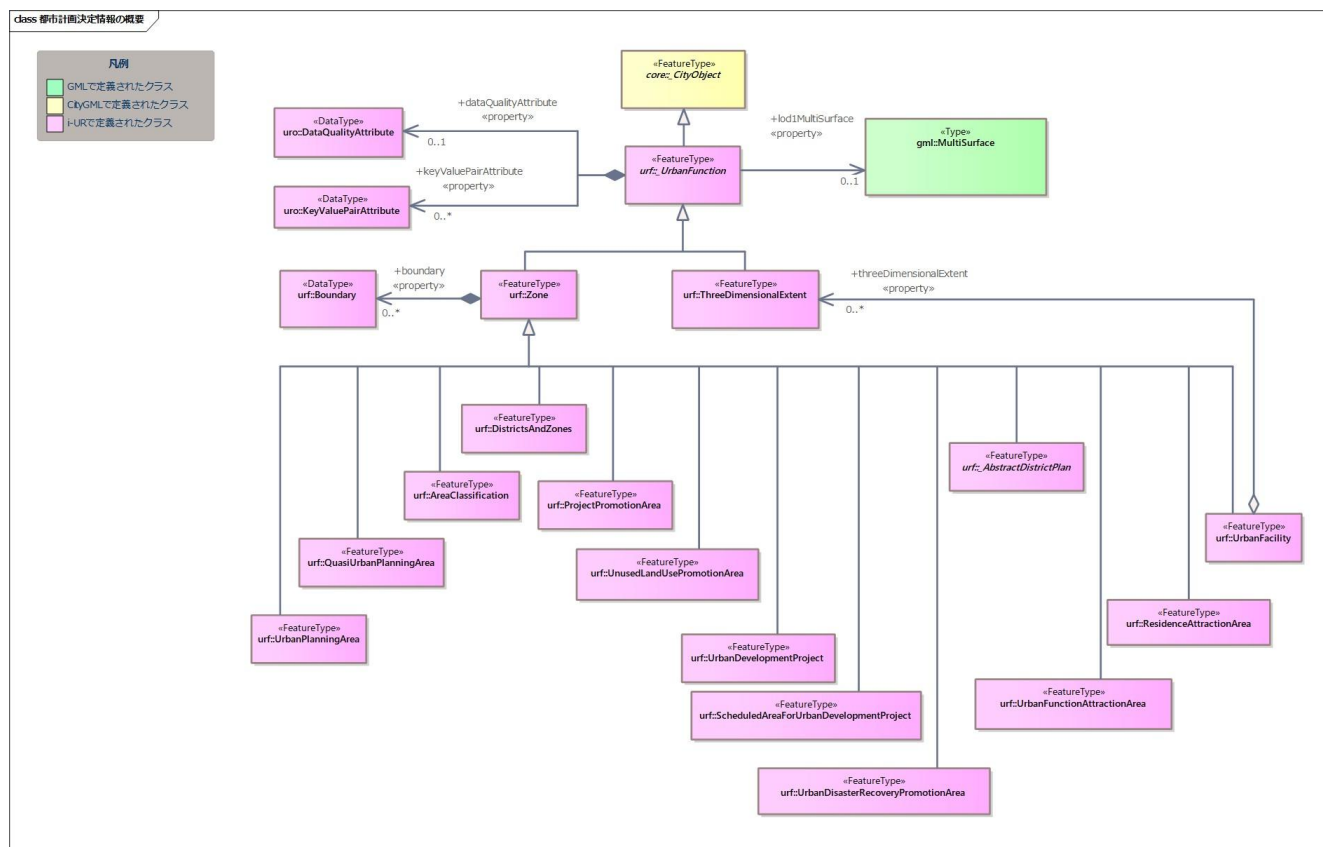 class 都市計画決定情報の概要
凡例
GMLで定義されたクラス
CityGMLで定義されたクラス
i-URで定義されたクラス
«FeatureType»
core::_CityObject
+dataQualityAttribute
«property»
«DataType»
uro::DataQualityAttribute
0..1
+lod1MultiSurface
«property»
«Type»
gml::MultiSurface
0..1
«FeatureType»
urf::_UrbanFunction
+keyValuePairAttribute
«property»
«DataType»
uro::KeyValuePairAttribute
0..*
+boundary
«property»
«DataType»
urf::Boundary
0..*
«FeatureType»
urf::Zone
«FeatureType»
urf::ThreeDimensionalExtent
+threeDimensionalExtent
«property»
0..*
«FeatureType»
urf::DistrictsAndZones
«FeatureType»
urf::_AbstractDistrictPlan
«FeatureType»
urf::AreaClassification
«FeatureType»
urf::ProjectPromotionArea
«FeatureType»
urf::UrbanFacility
«FeatureType»
urf::QuasiUrbanPlanningArea
«FeatureType»
urf::UnusedLandUsePromotionArea
«FeatureType»
urf::ResidenceAttractionArea
«FeatureType»
urf::UrbanPlanningArea
«FeatureType»
urf::UrbanDevelopmentProject
«FeatureType»
urf::UrbanFunctionAttractionArea
«FeatureType»
urf::ScheduledAreaForUrbanDevelopmentProject
«FeatureType»
urf::UrbanDisasterRecoveryPromotionArea